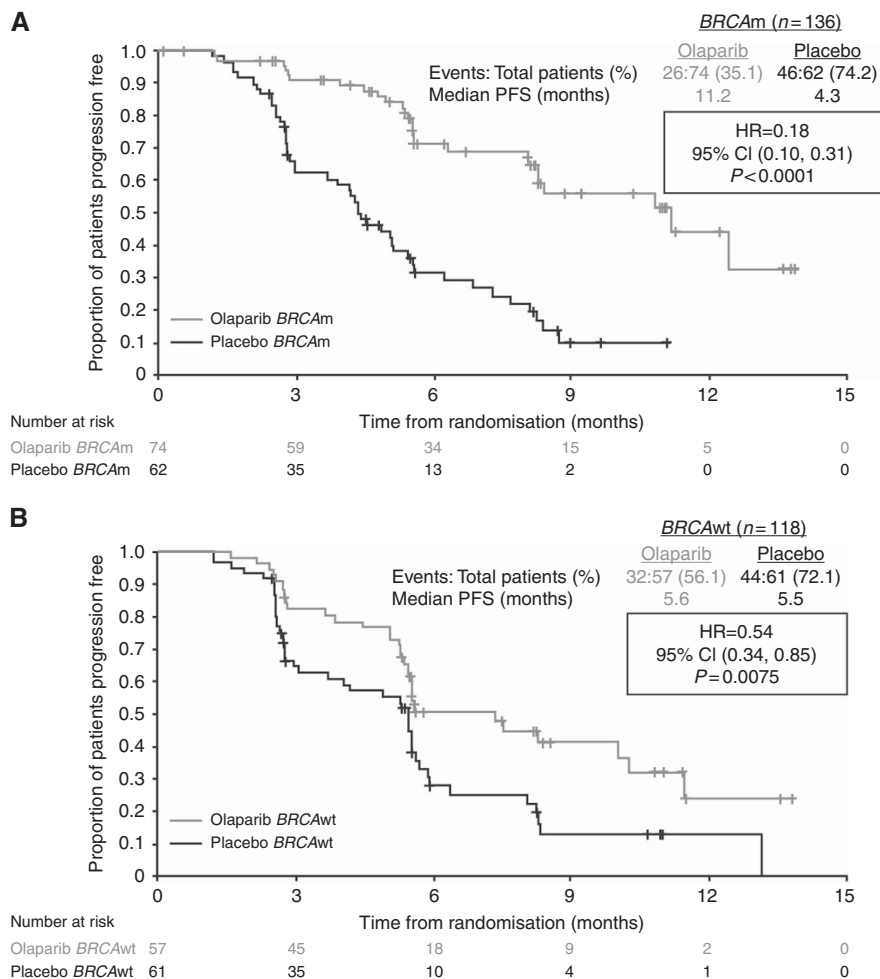 A
BRCAm (n=136)
Olaparib Placebo
Events: Total patients (%) 26:74 (35.1) 46:62 (74.2)
Median PFS (months) 11.2 4.3
HR=0.18
95% CI (0.10, 0.31)
P<0.0001
Proportion of patients progression free
1.0
0.9
0.8
0.7
0.6
0.5
0.4
0.3
0.2
0.1
0
Olaparib BRCAm
Placebo BRCAm
0 3 6 9 12 15
Number at risk Time from randomisation (months)
Olaparib BRCAm 74 59 34 15 5 0
Placebo BRCAm 62 35 13 2 0 0
B
BRCAwt (n=118)
Olaparib Placebo
Events: Total patients (%) 32:57 (56.1) 44:61 (72.1)
Median PFS (months) 5.6 5.5
HR=0.54
95% CI (0.34, 0.85)
P=0.0075
Proportion of patients progression free
1.0
0.9
0.8
0.7
0.6
0.5
0.4
0.3
0.2
0.1
0
Olaparib BRCAwt
Placebo BRCAwt
0 3 6 9 12 15
Number at risk Time from randomisation (months)
Olaparib BRCAwt 57 45 18 9 2 0
Placebo BRCAwt 61 35 10 4 1 0